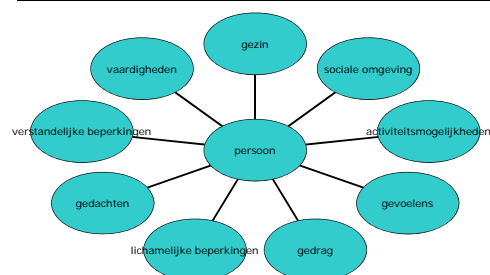 gezin
vaardigheden
sociale omgeving
verstandelijke beperkingen
activiteitsmogelijkheden
persoon
gedachten
gevoelens
lichamelijke beperkingen
gedrag